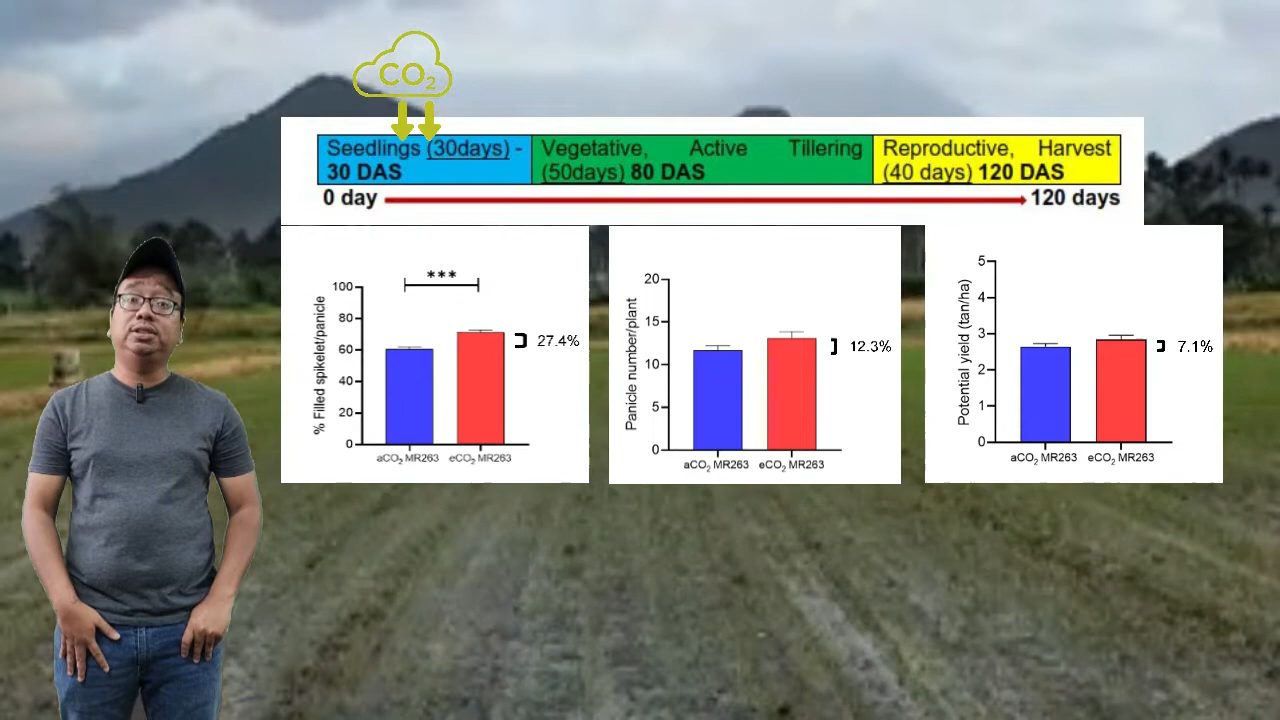 CO2
Seedlings (30days) -
30 DAS
Vegetative, Active Tillering
(50days) 80 DAS
Reproductive, Harvest
(40 days) 120 DAS
0 day
120 days
% Filled spikelet/panicle
100
80
60
40
20
0
***
27.4%
aCO2 MR263
eCO2 MR263
Panicle number/plant
20
15
10
5
0
12.3%
aCO2 MR263
eCO2 MR263
Potential yield (tan/ha)
5
4
3
2
1
0
7.1%
aCO2 MR263
eCO2 MR263